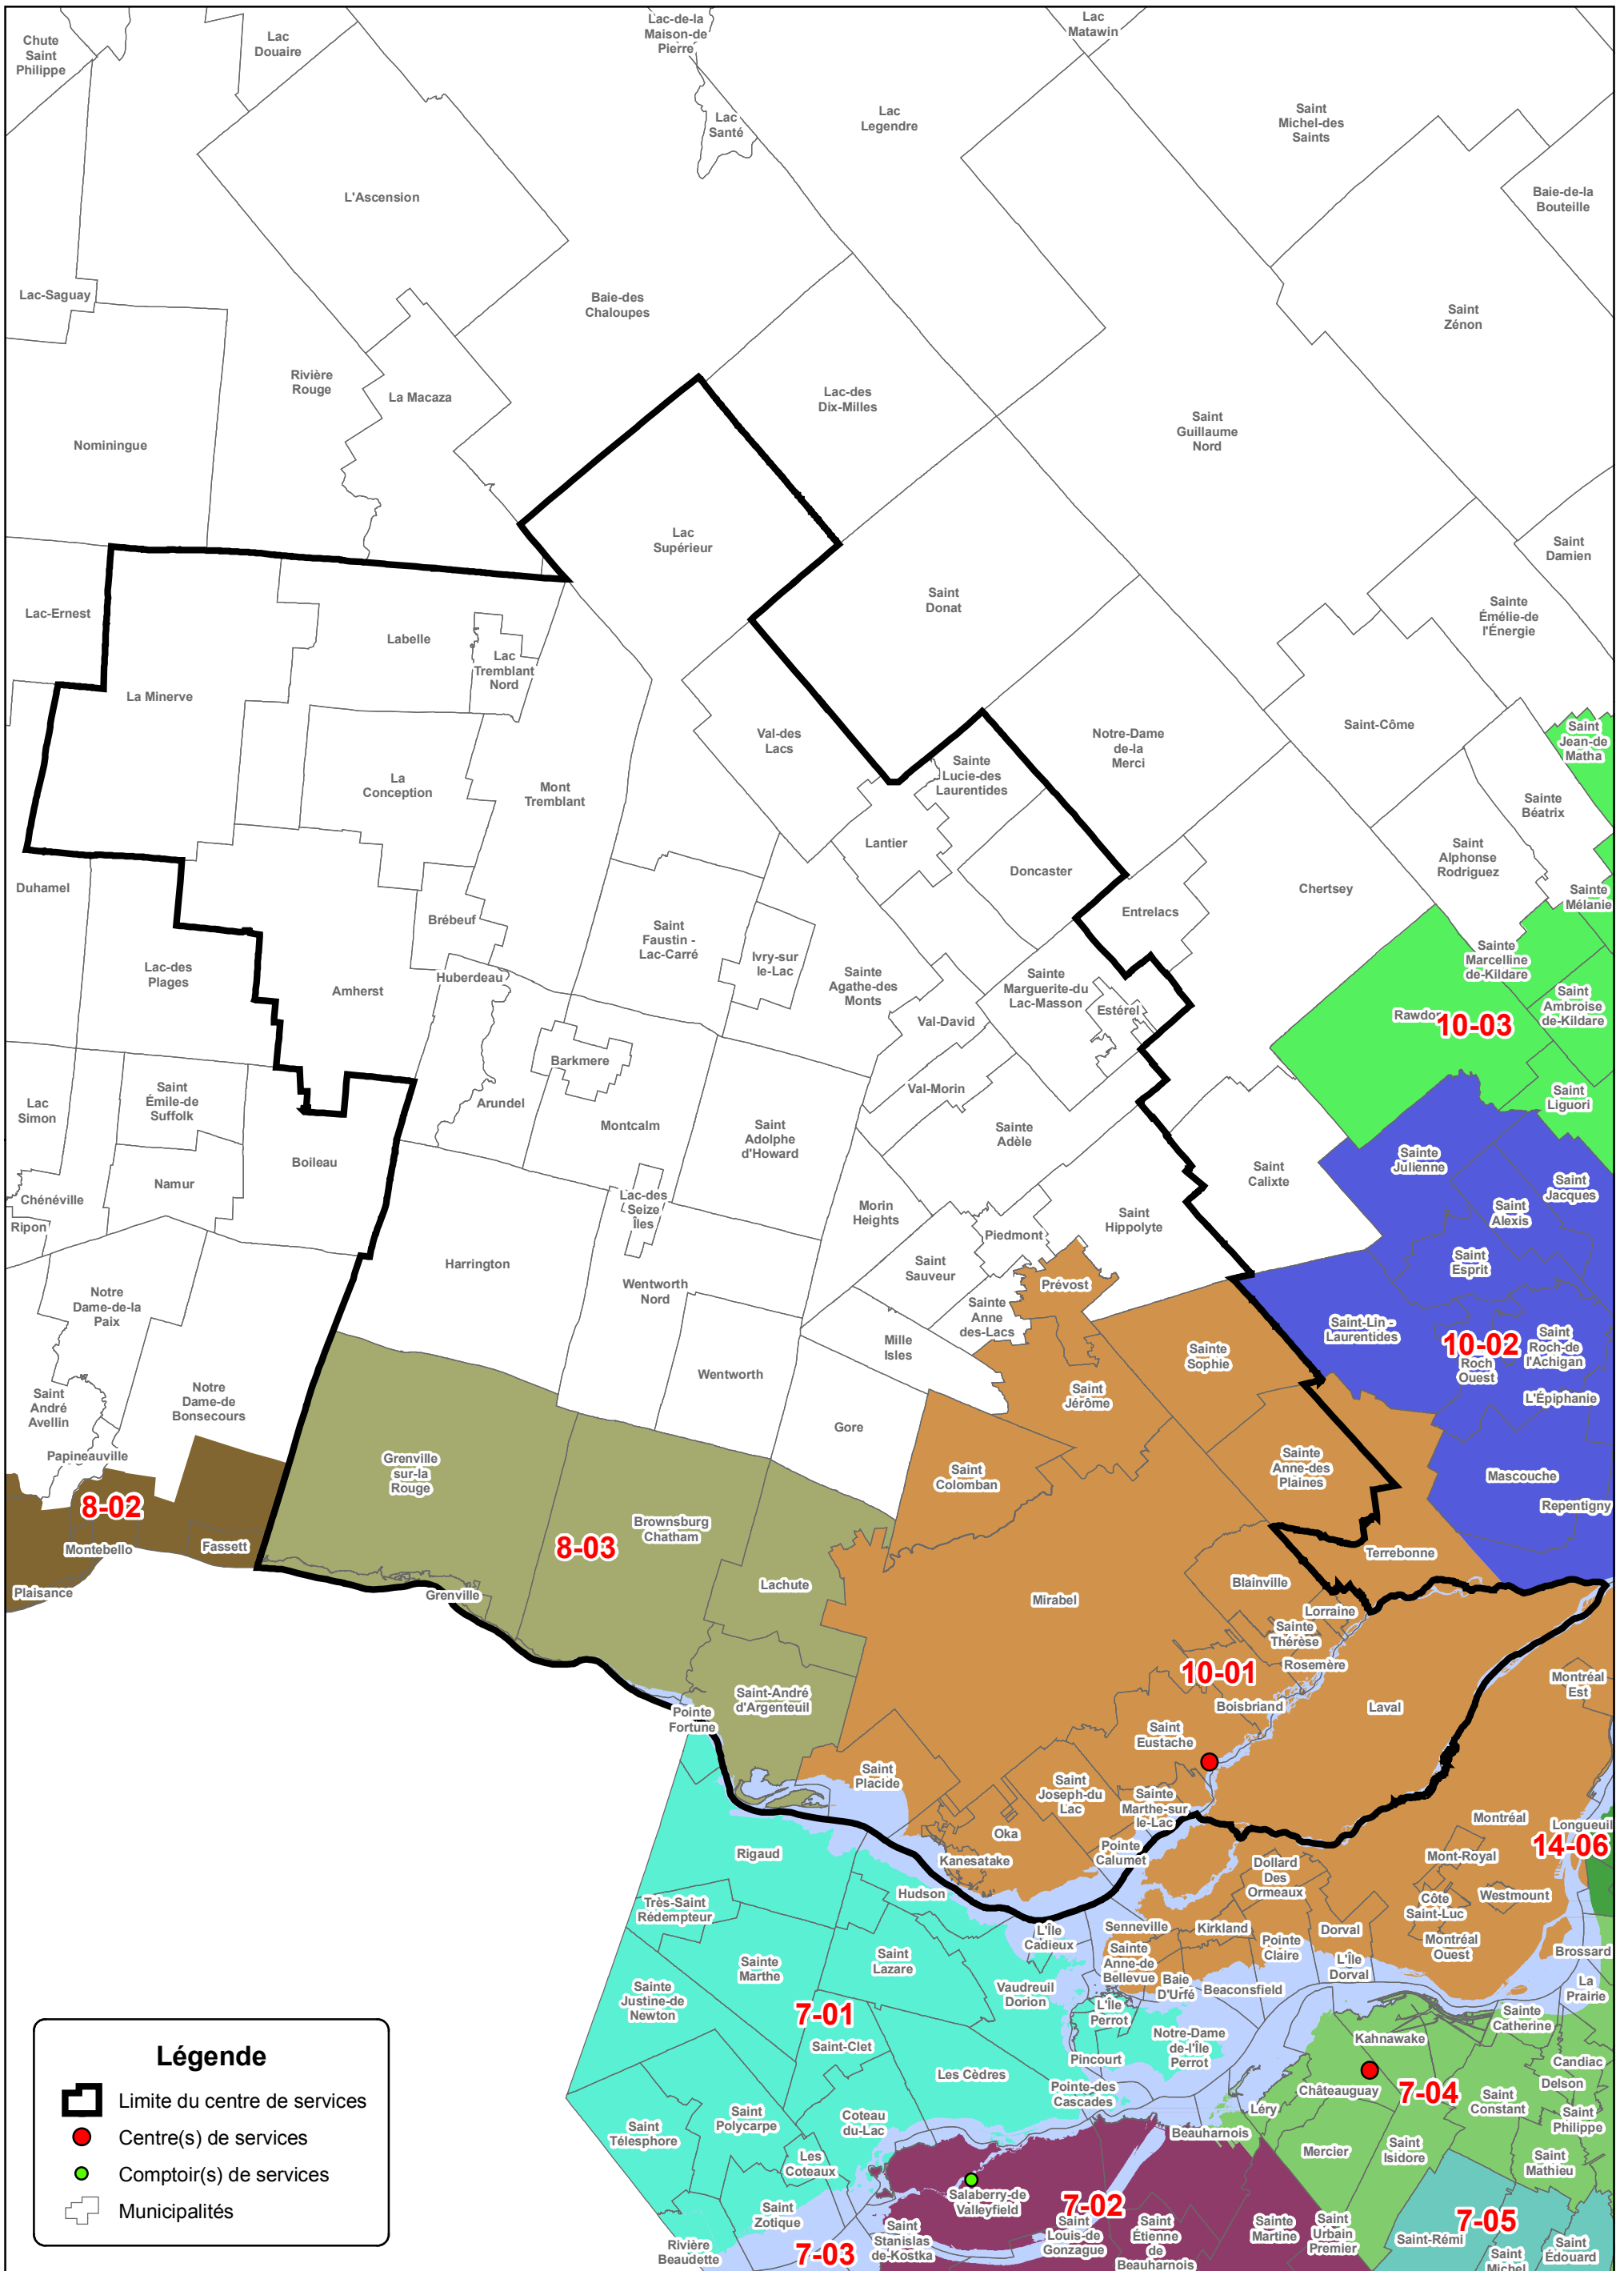 Chute
Saint
Philippe
Lac
Douaire
Lac-de-la
Maison-de
Pierre
Lac
Matawin
Lac
Santé
Lac
Legendre
Saint
Michel-des
Saints
Baie-de-la
Bouteille
L'Ascension
Lac-Saguay
Baie-des
Chaloupes
Saint
Zénon
Rivière
Rouge
La Macaza
Lac-des
Dix-Milles
Saint
Guillaume
Nord
Nominingue
Lac
Supérieur
Saint
Damien
Lac-Ernest
Saint
Donat
Sainte
Émélie-de
l'Énergie
Labelle
Lac
Tremblant
Nord
La Minerve
Val-des
Lacs
Notre-Dame
de-la
Merci
Saint-Côme
Saint
Jean-de
Matha
La
Conception
Mont
Tremblant
Sainte
Lucie-des
Laurentides
Sainte
Béatrix
Lantier
Doncaster
Saint
Alphonse
Rodriguez
Duhamel
Chertsey
Sainte
Mélanie
Brébeuf
Entrelacs
Saint
Faustin -
Lac-Carré
Ivry-sur
le-Lac
Sainte
Marcelline
de-Kildare
Lac-des
Plages
Huberdeau
Amherst
Sainte
Agathe-des
Monts
Sainte
Marguerite-du
Lac-Masson
Estérel
Saint
Ambroise
de-Kildare
Rawdon
10-03
Val-David
Barkmere
Val-Morin
Saint
Liguori
Lac
Simon
Saint
Émile-de
Suffolk
Arundel
Montcalm
Saint
Adolphe
d'Howard
Sainte
Adèle
Boileau
Sainte
Julienne
Saint
Calixte
Namur
Chénéville
Saint
Jacques
Lac-des
Seize
Îles
Morin
Heights
Saint
Hippolyte
Saint
Alexis
Ripon
Piedmont
Harrington
Saint
Sauveur
Saint
Esprit
Wentworth
Nord
Prévost
Notre
Dame-de-la
Paix
Sainte
Anne
des-Lacs
Mille
Isles
Saint-Lin -
Laurentides
10-02
Roch
Ouest
Saint
Roch-de
l'Achigan
Sainte
Sophie
Wentworth
Saint
Jérôme
L'Épiphanie
Saint
André
Avellin
Notre
Dame-de
Bonsecours
Gore
Papineauville
Grenville
sur-la
Rouge
Saint
Colomban
Sainte
Anne-des
Plaines
Mascouche
Repentigny
8-02
Brownsburg
Chatham
8-03
Montebello
Fassett
Terrebonne
Plaisance
Grenville
Lachute
Mirabel
Blainville
Lorraine
Sainte
Thérèse
Rosemère
10-01
Saint-André
d'Argenteuil
Boisbriand
Laval
Montréal
Est
Pointe
Fortune
Saint
Eustache
Saint
Placide
Saint
Joseph-du
Lac
Sainte
Marthe-sur
le-Lac
Montréal
Longueuil
14-06
Oka
Pointe
Calumet
Rigaud
Kanesatake
Dollard
Des
Ormeaux
Mont-Royal
Hudson
Westmount
Très-Saint
Rédempteur
Côte
Saint-Luc
L'Île
Cadieux
Senneville
Kirkland
Dorval
Pointe
Claire
Montréal
Ouest
Brossard
Sainte
Marthe
Saint
Lazare
Sainte
Anne-de
Bellevue
L'Île
Dorval
Baie
D'Urfé
Beaconsfield
La
Prairie
Sainte
Justine-de
Newton
Vaudreuil
Dorion
7-01
L'Île
Perrot
Sainte
Catherine
Kahnawake
Notre-Dame
de-l'Île
Perrot
Saint-Clet
Pincourt
Candiac
Les Cèdres
Châteauguay
7-04
Delson
Pointe-des
Cascades
Saint
Constant
Léry
Saint
Polycarpe
Coteau
du-Lac
Saint
Philippe
Saint
Télesphore
Beauharnois
Mercier
Saint
Isidore
Les
Coteaux
Saint
Mathieu
Salaberry-de
Valleyfield
7-02
Saint
Zotique
Saint
Stanislas
de-Kostka
Saint
Louis-de
Gonzague
Saint
Étienne
de
Beauharnois
Sainte
Martine
Saint
Urbain
Premier
Saint-Rémi
7-05
Rivière
Beaudette
7-03
Saint
Michel
Saint
Édouard
Légende
Limite du centre de services
Centre(s) de services
Comptoir(s) de services
Municipalités